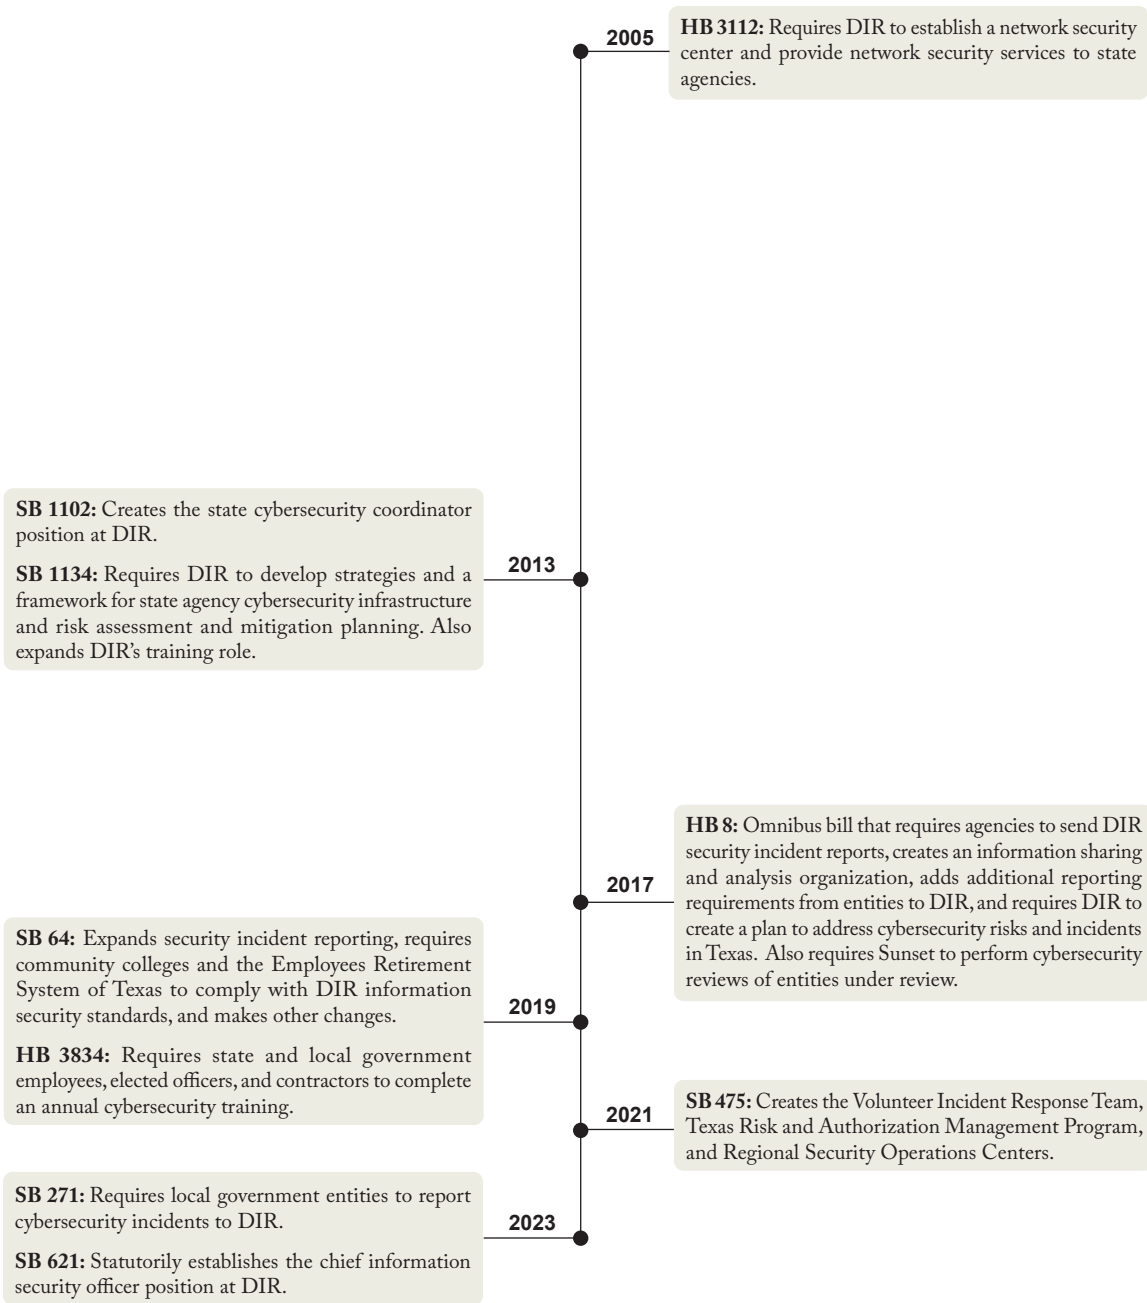 2005
HB 3112: Requires DIR to establish a network security
center and provide network security services to state
agencies.
SB 1102: Creates the state cybersecurity coordinator
position at DIR.
SB 1134: Requires DIR to develop strategies and a
framework for state agency cybersecurity infrastructure
and risk assessment and mitigation planning. Also
expands DIR's training role.
2013
2017
HB 8: Omnibus bill that requires agencies to send DIR
security incident reports, creates an information sharing
and analysis organization, adds additional reporting
requirements from entities to DIR, and requires DIR to
create a plan to address cybersecurity risks and incidents
in Texas. Also requires Sunset to perform cybersecurity
reviews of entities under review.
SB 64: Expands security incident reporting, requires
community colleges and the Employees Retirement
System of Texas to comply with DIR information
security standards, and makes other changes.
HB 3834: Requires state and local government
employees, elected officers, and contractors to complete
an annual cybersecurity training.
2019
2021
SB 475: Creates the Volunteer Incident Response Team,
Texas Risk and Authorization Management Program,
and Regional Security Operations Centers.
SB 271: Requires local government entities to report
cybersecurity incidents to DIR.
SB 621: Statutorily establishes the chief information
security officer position at DIR.
2023